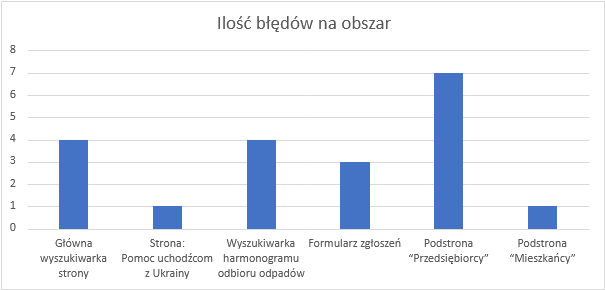 Ilość błędów na obszar
8
7
6
5
4
3
2
1
0
Główna
wyszukiwarka
strony
Strona:
Pomoc uchodźcom
z Ukrainy
Wyszukiwarka
harmonogramu
odbioru odpadów
Formularz zgłoszeń
Podstrona
“Przedsiębiorcy”
Podstrona
“Mieszkańcy”